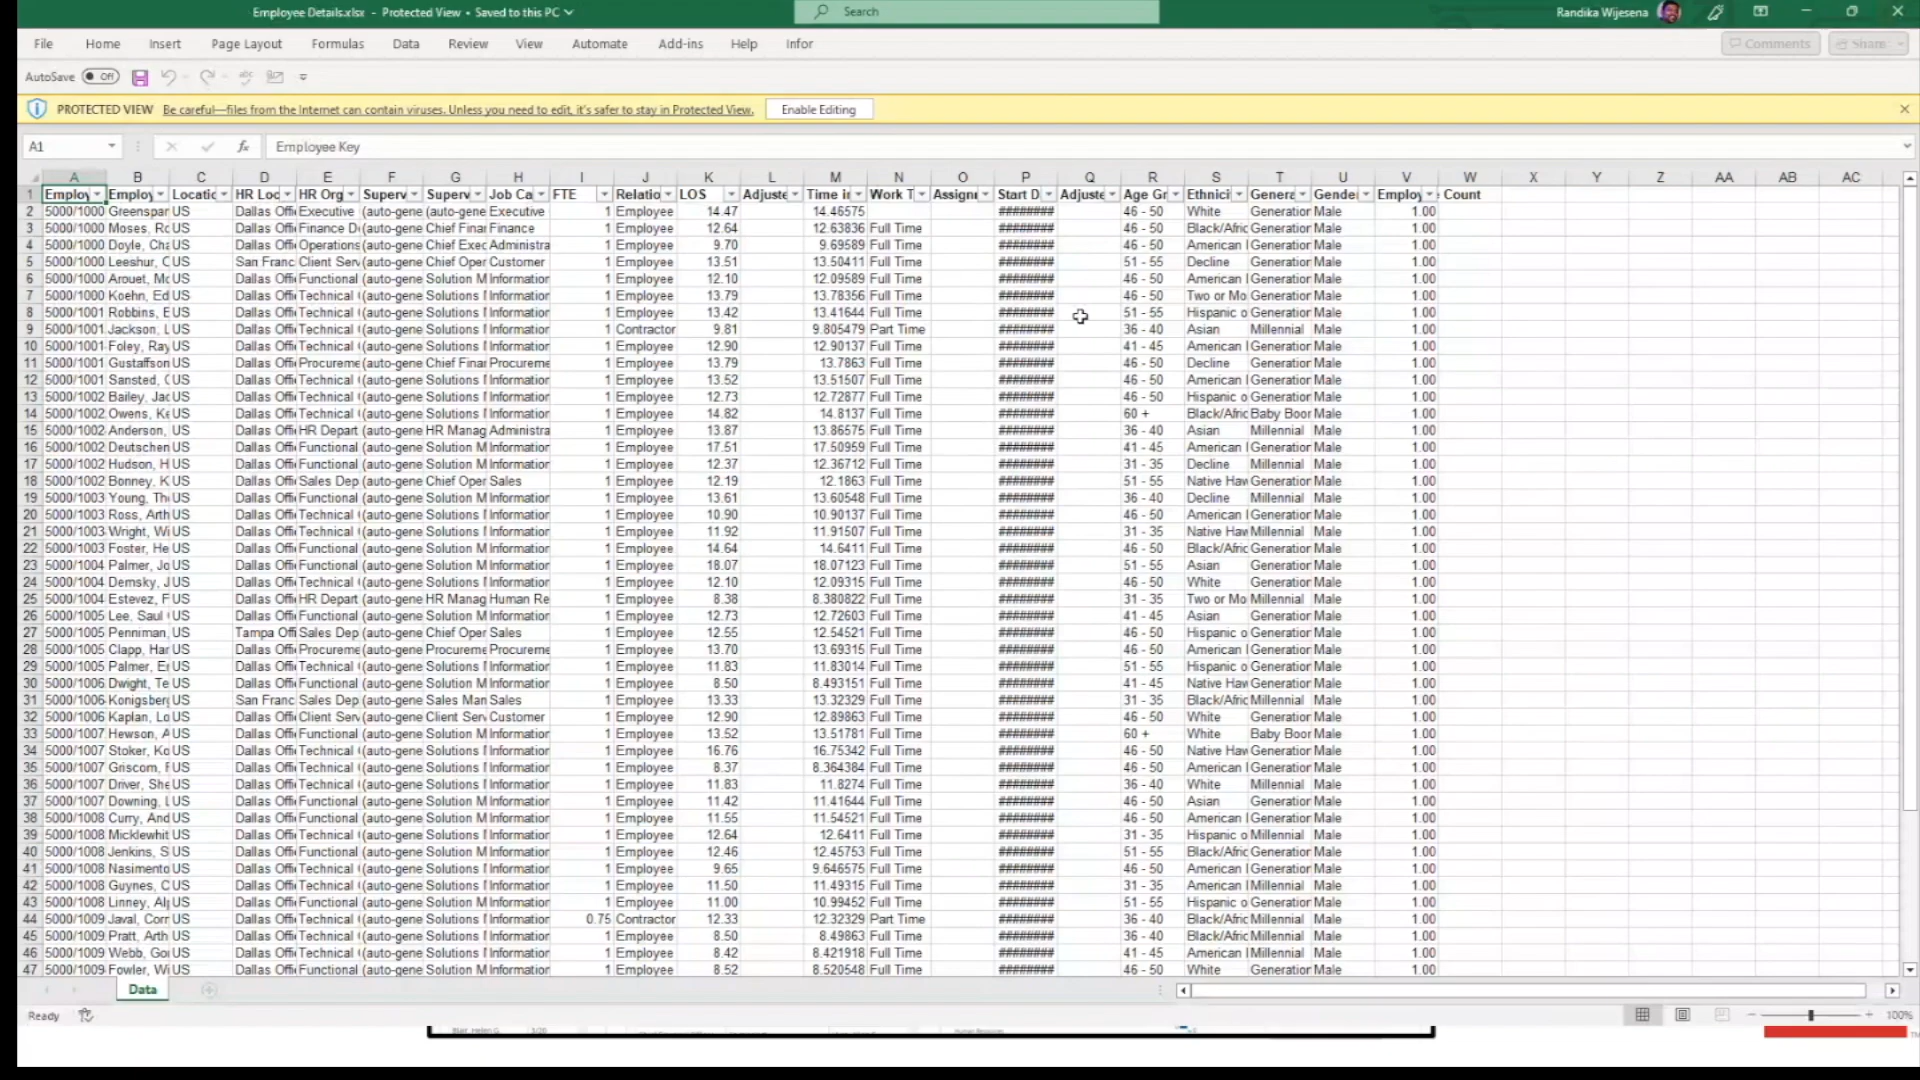 Employee Details.xlsx - Protected View • Saved to this PC
Search
Randika Wijesena
File Home Insert Page Layout Formulas Data Review View Automate Add-ins Help Infor
Comments Share
AutoSave Off
PROTECTED VIEW Be careful—files from the Internet can contain viruses. Unless you need to edit, it's safer to stay in Protected View. Enable Editing
A1 fx Employee Key
A B C D E F G H I J K L M N O P Q R S T U V W X Y Z AA AB AC
1 Employ Employ Locatic HR Loc HR Org Superv Superv Job Ca FTE Relatio LOS Adjuste Time i Work T Assign Start D Adjuste Age Gr Ethnici Genera Gender Employ Count
2 5000/1000 Greenspar US Dallas Offi Executive (auto-gene (auto-gene Executive 1 Employee 14.47 14.46575 ######## 46 - 50 White Generation Male 1.00
3 5000/1000 Moses, Ro US Dallas Offi Finance De (auto-gene Chief Finar Finance 1 Employee 12.64 12.63836 Full Time ######## 46 - 50 Black/Afric Generation Male 1.00
4 5000/1000 Doyle, Cha US Dallas Offi Operations (auto-gene Chief Exec Administra 1 Employee 9.70 9.69589 Full Time ######## 46 - 50 American I Generation Male 1.00
5 5000/1000 Leeshur, C US San Franc Client Serv (auto-gene Chief Oper Customer 1 Employee 13.51 13.50411 Full Time ######## 51 - 55 Decline Generation Male 1.00
6 5000/1000 Arouet, Mo US Dallas Offi Functional (auto-gene Solution M Information 1 Employee 12.10 12.09589 Full Time ######## 46 - 50 American I Generation Male 1.00
7 5000/1000 Koehn, Ed US Dallas Offi Technical (auto-gene Solutions Information 1 Employee 13.79 13.78356 Full Time ######## 46 - 50 Two or Mo Generation Male 1.00
8 5000/1001 Robbins, E US Dallas Offi Technical (auto-gene Solutions Information 1 Employee 13.42 13.41644 Full Time ######## 51 - 55 Hispanic o Generation Male 1.00
9 5000/1001 Jackson, L US Dallas Offi Technical (auto-gene Solutions Information 1 Contractor 9.81 9.805479 Part Time ######## 36 - 40 Asian Millennial Male 1.00
10 5000/1001 Foley, Ray US Dallas Offi Technical (auto-gene Solutions Information 1 Employee 12.90 12.90137 Full Time ######## 41 - 45 American I Generation Male 1.00
11 5000/1001 Gustaffson US Dallas Offi Procureme (auto-gene Chief Finar Procureme 1 Employee 13.79 13.7863 Full Time ######## 46 - 50 Decline Generation Male 1.00
12 5000/1001 Sansted, C US Dallas Offi Technical (auto-gene Solutions Information 1 Employee 13.52 13.51507 Full Time ######## 46 - 50 American I Generation Male 1.00
13 5000/1002 Bailey, Jac US Dallas Offi Technical (auto-gene Solutions Information 1 Employee 12.73 12.72877 Full Time ######## 46 - 50 Hispanic o Generation Male 1.00
14 5000/1002 Owens, Ke US Dallas Offi Technical (auto-gene Solutions Information 1 Employee 14.82 14.8137 Full Time ######## 60 + Black/Afric Baby Boor Male 1.00
15 5000/1002 Anderson, US Dallas Offi HR Depart (auto-gene HR Manag Administra 1 Employee 13.87 13.86575 Full Time ######## 36 - 40 Asian Millennial Male 1.00
16 5000/1002 Deutschen US Dallas Offi Functional (auto-gene Solution M Information 1 Employee 17.51 17.50959 Full Time ######## 41 - 45 American I Generation Male 1.00
17 5000/1002 Hudson, H US Dallas Offi Functional (auto-gene Solution M Information 1 Employee 12.37 12.36712 Full Time ######## 31 - 35 Decline Millennial Male 1.00
18 5000/1002 Bonney, K US Dallas Offi Sales Dep (auto-gene Chief Oper Sales 1 Employee 12.19 12.1863 Full Time ######## 51 - 55 Native Haw Generation Male 1.00
19 5000/1003 Young, Th US Dallas Offi Functional (auto-gene Solution M Information 1 Employee 13.61 13.60548 Full Time ######## 36 - 40 Decline Millennial Male 1.00
20 5000/1003 Ross, Arth US Dallas Offi Technical (auto-gene Solutions Information 1 Employee 10.90 10.90137 Full Time ######## 46 - 50 American I Generation Male 1.00
21 5000/1003 Wright, Wi US Dallas Offi Technical (auto-gene Solutions Information 1 Employee 11.92 11.91507 Full Time ######## 31 - 35 Native Haw Millennial Male 1.00
22 5000/1003 Foster, He US Dallas Offi Functional (auto-gene Solution M Information 1 Employee 14.64 14.6411 Full Time ######## 46 - 50 Black/Afric Generation Male 1.00
23 5000/1004 Palmer, Jo US Dallas Offi Functional (auto-gene Solution M Information 1 Employee 18.07 18.07123 Full Time ######## 51 - 55 Asian Generation Male 1.00
24 5000/1004 Demsky, J US Dallas Offi Technical (auto-gene Solutions Information 1 Employee 12.10 12.09315 Full Time ######## 46 - 50 White Generation Male 1.00
25 5000/1004 Estevez, F US Dallas Offi HR Depart (auto-gene HR Manag Human Re 1 Employee 8.38 8.380822 Full Time ######## 31 - 35 Two or Mo Millennial Male 1.00
26 5000/1005 Lee, Saul US Dallas Offi Functional (auto-gene Solution M Information 1 Employee 12.73 12.72603 Full Time ######## 41 - 45 Asian Generation Male 1.00
27 5000/1005 Penniman, US Tampa Off Sales Dep (auto-gene Chief Oper Sales 1 Employee 12.55 12.54521 Full Time ######## 46 - 50 Hispanic o Generation Male 1.00
28 5000/1005 Clapp, Har US Dallas Offi Procureme (auto-gene Procureme Procureme 1 Employee 13.70 13.69315 Full Time ######## 46 - 50 American I Generation Male 1.00
29 5000/1005 Palmer, Er US Dallas Offi Technical (auto-gene Solutions Information 1 Employee 11.83 11.83014 Full Time ######## 51 - 55 Hispanic o Generation Male 1.00
30 5000/1006 Dwight, Te US Dallas Offi Functional (auto-gene Solution M Information 1 Employee 8.50 8.493151 Full Time ######## 41 - 45 Native Haw Generation Male 1.00
31 5000/1006 Konigsberg US San Franc Sales Dep (auto-gene Sales Man Sales 1 Employee 13.33 13.32329 Full Time ######## 31 - 35 Black/Afric Millennial Male 1.00
32 5000/1006 Kaplan, Lo US Dallas Offi Client Serv (auto-gene Client Serv Customer 1 Employee 12.90 12.89863 Full Time ######## 46 - 50 White Generation Male 1.00
33 5000/1007 Hewson, A US Dallas Offi Functional (auto-gene Solution M Information 1 Employee 13.52 13.51781 Full Time ######## 60 + White Baby Boor Male 1.00
34 5000/1007 Stoker, Ko US Dallas Offi Technical (auto-gene Solutions Information 1 Employee 16.76 16.75342 Full Time ######## 46 - 50 Native Haw Generation Male 1.00
35 5000/1007 Griscom, F US Dallas Offi Technical (auto-gene Solutions Information 1 Employee 8.37 8.364384 Full Time ######## 46 - 50 American I Generation Male 1.00
36 5000/1007 Driver, She US Dallas Offi Technical (auto-gene Solutions Information 1 Employee 11.83 11.8274 Full Time ######## 36 - 40 White Millennial Male 1.00
37 5000/1007 Downing, L US Dallas Offi Functional (auto-gene Solution M Information 1 Employee 11.42 11.41644 Full Time ######## 46 - 50 Asian Generation Male 1.00
38 5000/1008 Curry, And US Dallas Offi Functional (auto-gene Solution M Information 1 Employee 11.55 11.54521 Full Time ######## 46 - 50 American I Generation Male 1.00
39 5000/1008 Micklewhit US Dallas Offi Technical (auto-gene Solutions Information 1 Employee 12.64 12.6411 Full Time ######## 31 - 35 Hispanic o Millennial Male 1.00
40 5000/1008 Jenkins, S US Dallas Offi Functional (auto-gene Solution M Information 1 Employee 12.46 12.45753 Full Time ######## 51 - 55 Black/Afric Generation Male 1.00
41 5000/1008 Nasimento US Dallas Offi Technical (auto-gene Solutions Information 1 Employee 9.65 9.646575 Full Time ######## 46 - 50 American I Generation Male 1.00
42 5000/1008 Guynes, C US Dallas Offi Technical (auto-gene Solutions Information 1 Employee 11.50 11.49315 Full Time ######## 31 - 35 American I Millennial Male 1.00
43 5000/1008 Linney, Alg US Dallas Offi Functional (auto-gene Solution M Information 1 Employee 11.00 10.99452 Full Time ######## 51 - 55 Hispanic o Generation Male 1.00
44 5000/1009 Javal, Corr US Dallas Offi Technical (auto-gene Solutions Information 0.75 Contractor 12.33 12.32329 Part Time ######## 36 - 40 Black/Afric Millennial Male 1.00
45 5000/1009 Pratt, Arth US Dallas Offi Technical (auto-gene Solutions Information 1 Employee 8.50 8.49863 Full Time ######## 36 - 40 Black/Afric Millennial Male 1.00
46 5000/1009 Webb, Gor US Dallas Offi Technical (auto-gene Solutions Information 1 Employee 8.42 8.421918 Full Time ######## 41 - 45 American I Millennial Male 1.00
47 5000/1009 Fowler, Wi US Dallas Offi Functional (auto-gene Solution M Information 1 Employee 8.52 8.520548 Full Time ######## 46 - 50 White Generation Male 1.00
Data
Ready 100%